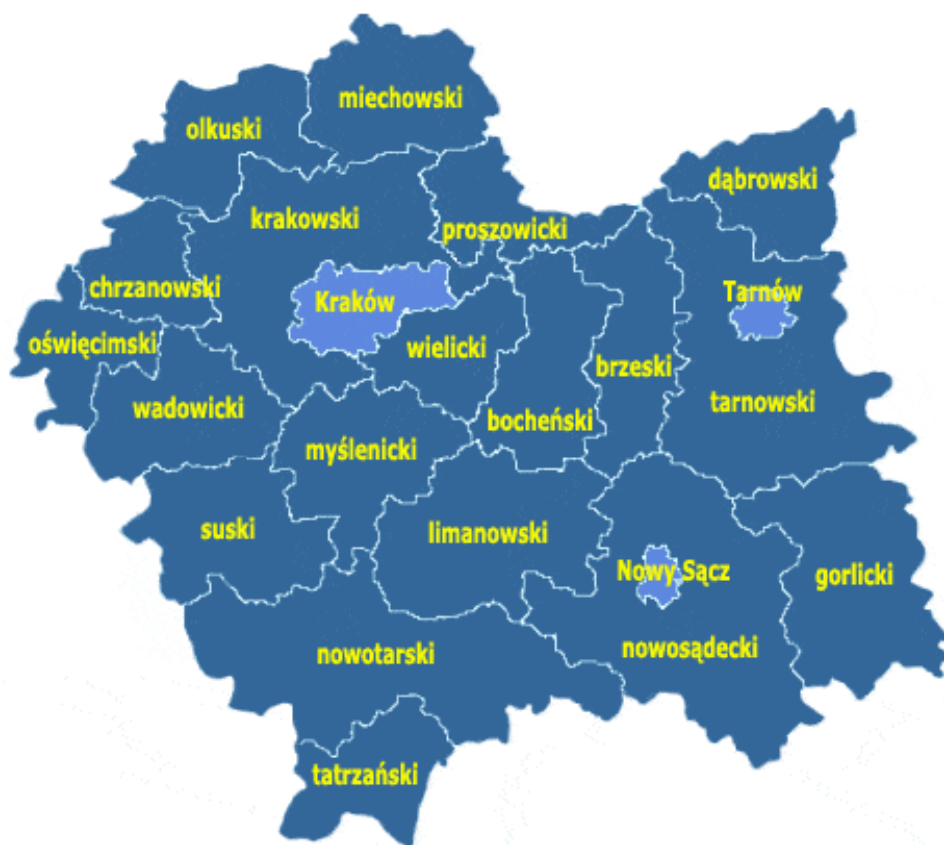 miechowski
olkuski
dąbrowski
krakowski
proszowicki
chrzanowski
Kraków
Tarnów
oświęcimski
wielicki
brzeski
wadowicki
tarnowski
bocheński
myślenicki
suski
limanowski
Nowy Sącz
gorlicki
nowotarski
nowosądecki
tatrzański